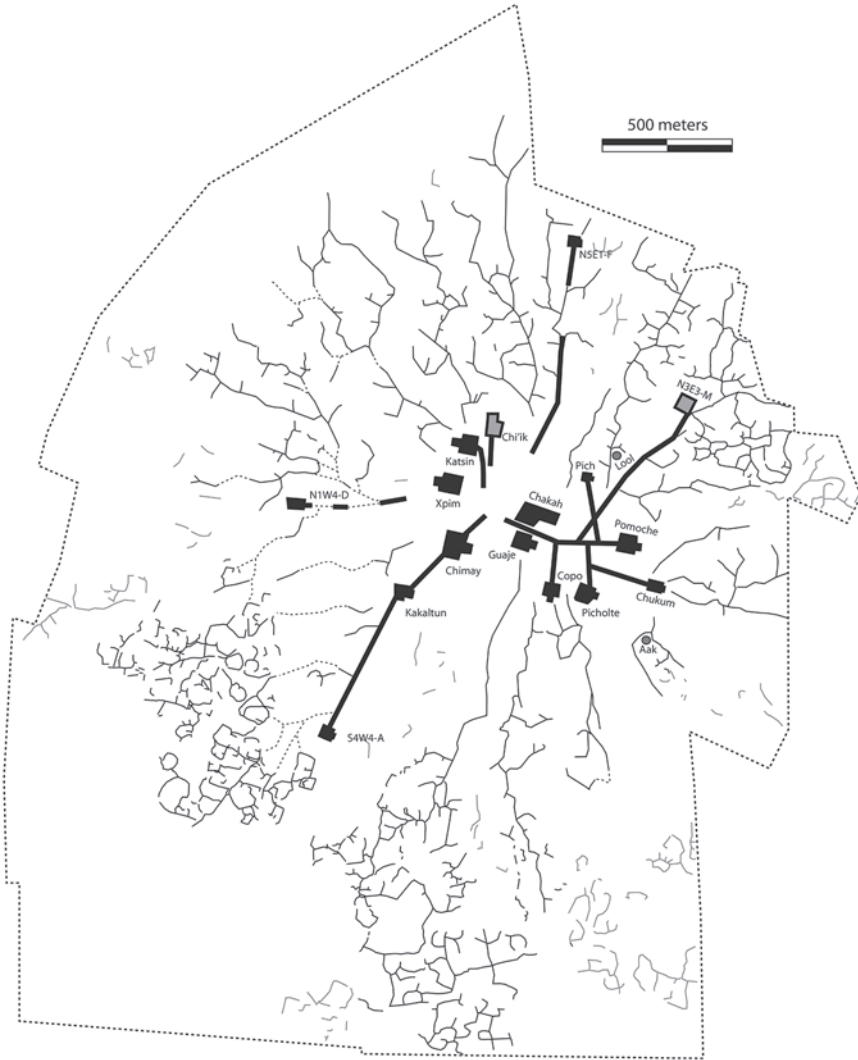 500 meters
N5E1-F
N3E3-M
Chi'ik
Katsin
Lool
Pich
Xpim
N1W4-D
Chakah
Pomoche
Guaje
Chimay
Copo
Chukum
Kakaltun
Picholte
Aak
S4W4-A